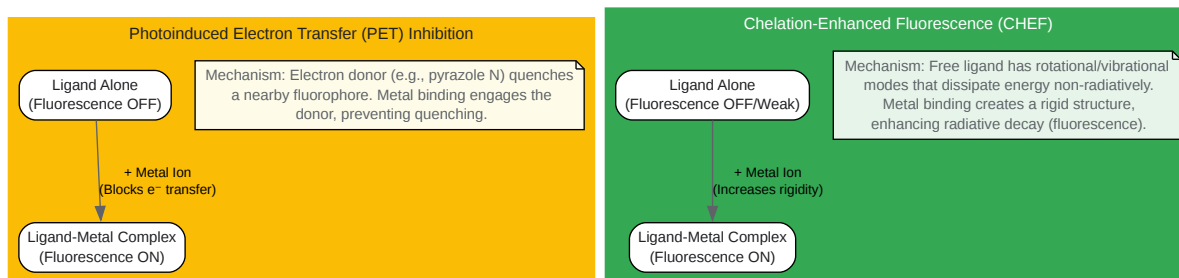 Photoinduced Electron Transfer (PET) Inhibition
Ligand Alone
(Fluorescence OFF)
Mechanism: Electron donor (e.g., pyrazole N) quenches
a nearby fluorophore. Metal binding engages the
donor, preventing quenching.
+ Metal Ion
(Blocks e⁻ transfer)
Ligand-Metal Complex
(Fluorescence ON)
Chelation-Enhanced Fluorescence (CHEF)
Ligand Alone
(Fluorescence OFF/Weak)
Mechanism: Free ligand has rotational/vibrational
modes that dissipate energy non-radiatively.
Metal binding creates a rigid structure,
enhancing radiative decay (fluorescence).
+ Metal Ion
(Increases rigidity)
Ligand-Metal Complex
(Fluorescence ON)